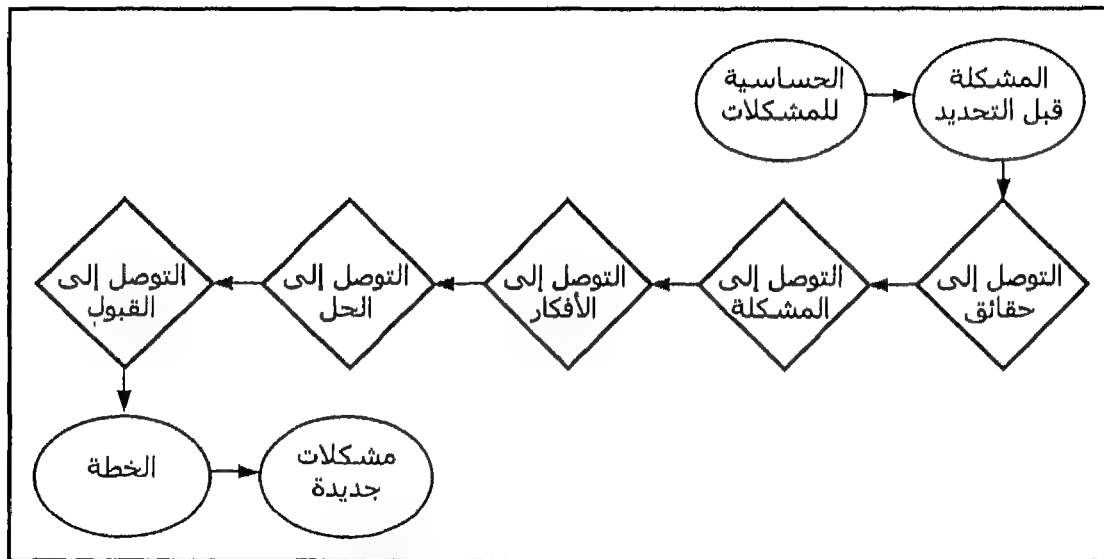 الحساسية
للمشكلات
المشكلة
قبل التحديد
التوصل إلى
حقائق
التوصل إلى
المشكلة
التوصل إلى
الأفكار
التوصل إلى
الحل
التوصل إلى
القبول
الخطة
مشكلات
جديدة